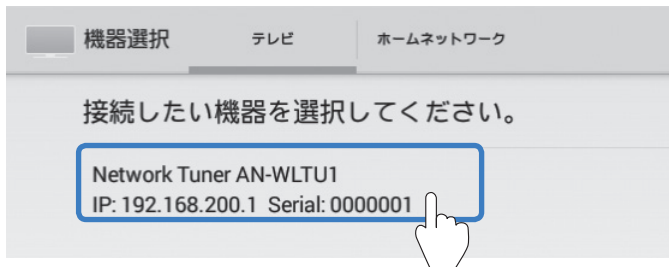 機器選択 テレビ ホームネットワーク
接続したい機器を選択してください。
Network Tuner AN-WLTU1
IP: 192.168.200.1 Serial: 0000001